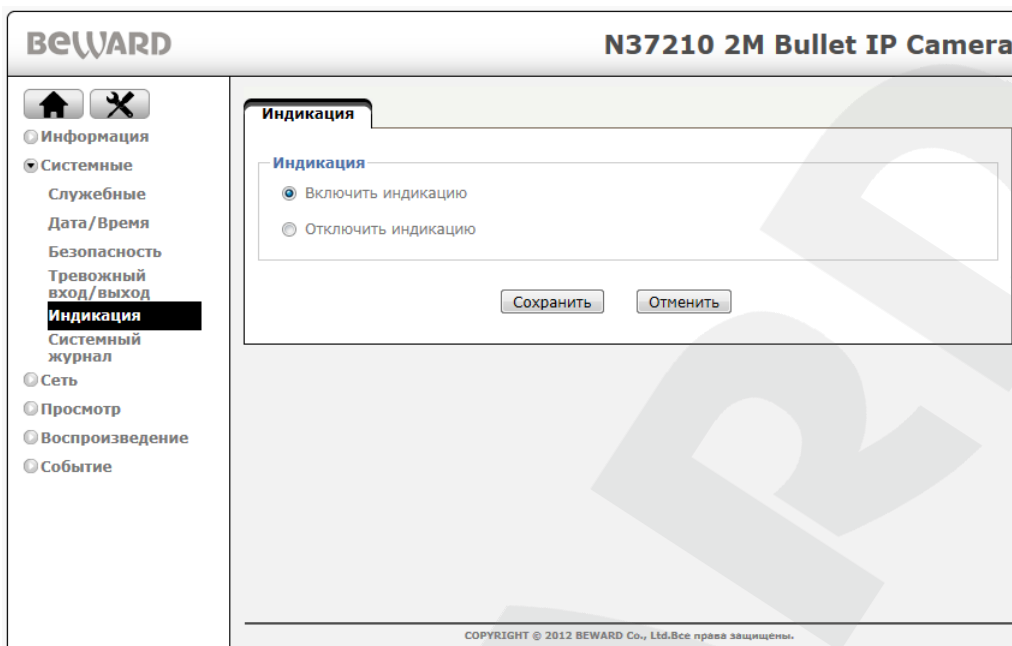 BEWARD
N37210 2M Bullet IP Camera
Информация
Системные
Служебные
Дата/Время
Безопасность
Тревожный
вход/выход
Индикация
Системный
журнал
Сеть
Просмотр
Воспроизведение
Событие
Индикация
Индикация
Включить индикацию
Отключить индикацию
Сохранить
Отменить
COPYRIGHT © 2012 BEWARD Co., Ltd.Все права защищены.